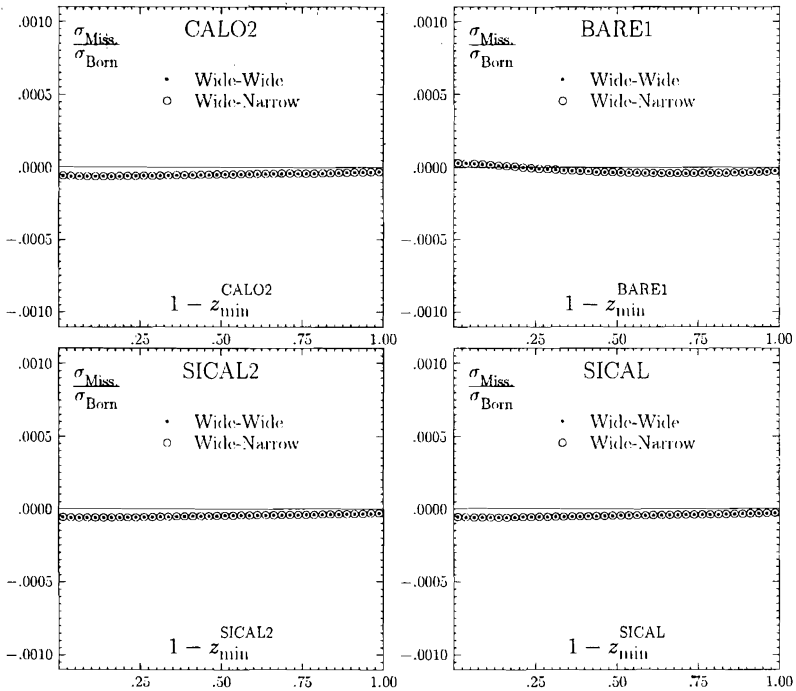 .0010
σMiss.
σBorn
CALO2
Wide-Wide
Wide-Narrow
.0005
.0000
−.0005
−.0010
1 − z_min^CALO2
.25 .50 .75 1.00
.0010
σMiss.
σBorn
BARE1
Wide-Wide
Wide-Narrow
.0005
.0000
−.0005
−.0010
1 − z_min^BARE1
.25 .50 .75 1.00
.0010
σMiss.
σBorn
SICAL2
Wide-Wide
Wide-Narrow
.0005
.0000
−.0005
−.0010
1 − z_min^SICAL2
.25 .50 .75 1.00
.0010
σMiss.
σBorn
SICAL
Wide-Wide
Wide-Narrow
.0005
.0000
−.0005
−.0010
1 − z_min^SICAL
.25 .50 .75 1.00